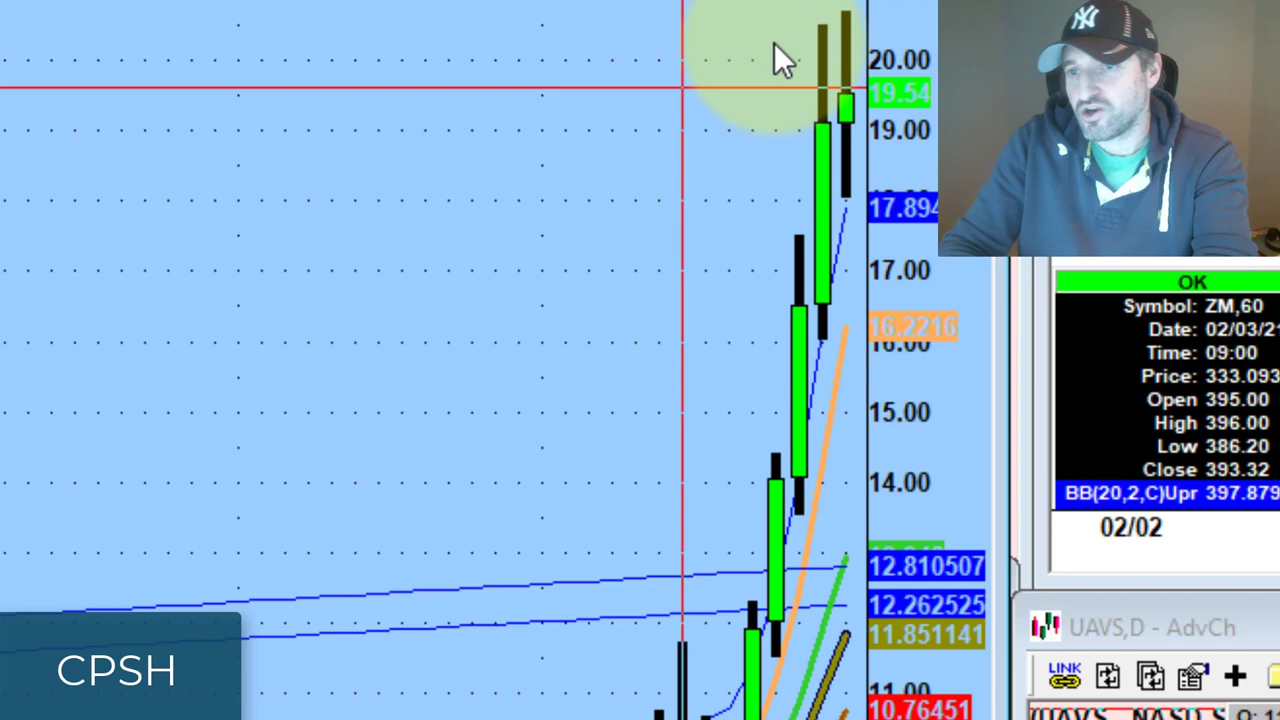 20.00
19.54
19.00
17.894
17.00
16.2216
16.00
15.00
14.00
12.810507
12.262525
11.851141
11.00
10.76451
CPSH
OK
Symbol: ZM,60
Date: 02/03/21
Time: 09:00
Price: 333.093
Open 395.00
High 396.00
Low 386.20
Close 393.32
BB(20,2,C)Upr 397.879
02/02
UAVS,D - AdvCh
LINK